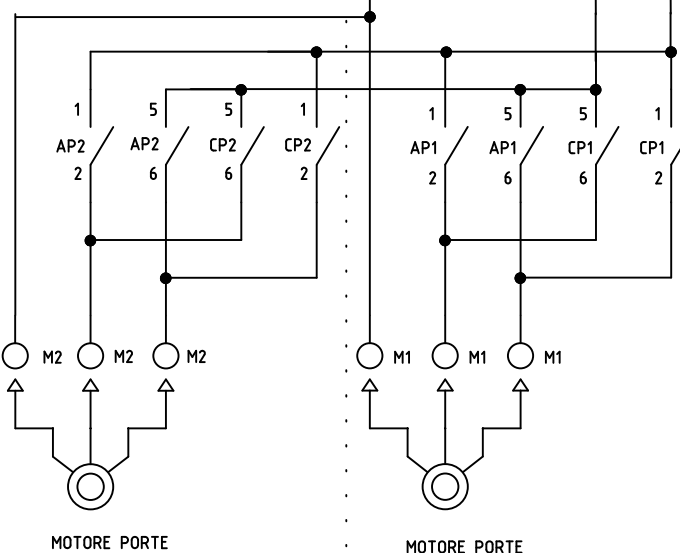 1 5 5 1
AP2 AP2 CP2 CP2
2 6 6 2
1 5 5 1
AP1 AP1 CP1 CP1
2 6 6 2
M2 M2 M2
M1 M1 M1
MOTORE PORTE
MOTORE PORTE